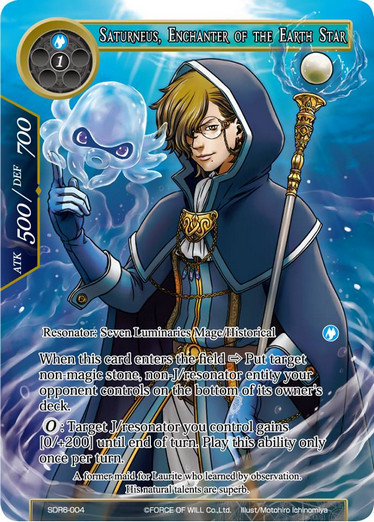 Saturneus, Enchanter of the Earth Star
1
ATK 500 / DEF 700
Resonator: Seven Luminaries Mage/Historical
When this card enters the field ⇨ Put target
non-magic stone, non-J/resonator entity your
opponent controls on the bottom of its owner's
deck.
0 : Target J/resonator you control gains
[0/+200] until end of turn. Play this ability only
once per turn.
A former maid for Laurite who learned by observation.
His natural talents are superb.
SDR6-004 ©FORCE OF WILL Co.,Ltd. Illust/Motohiro Ichinomiya